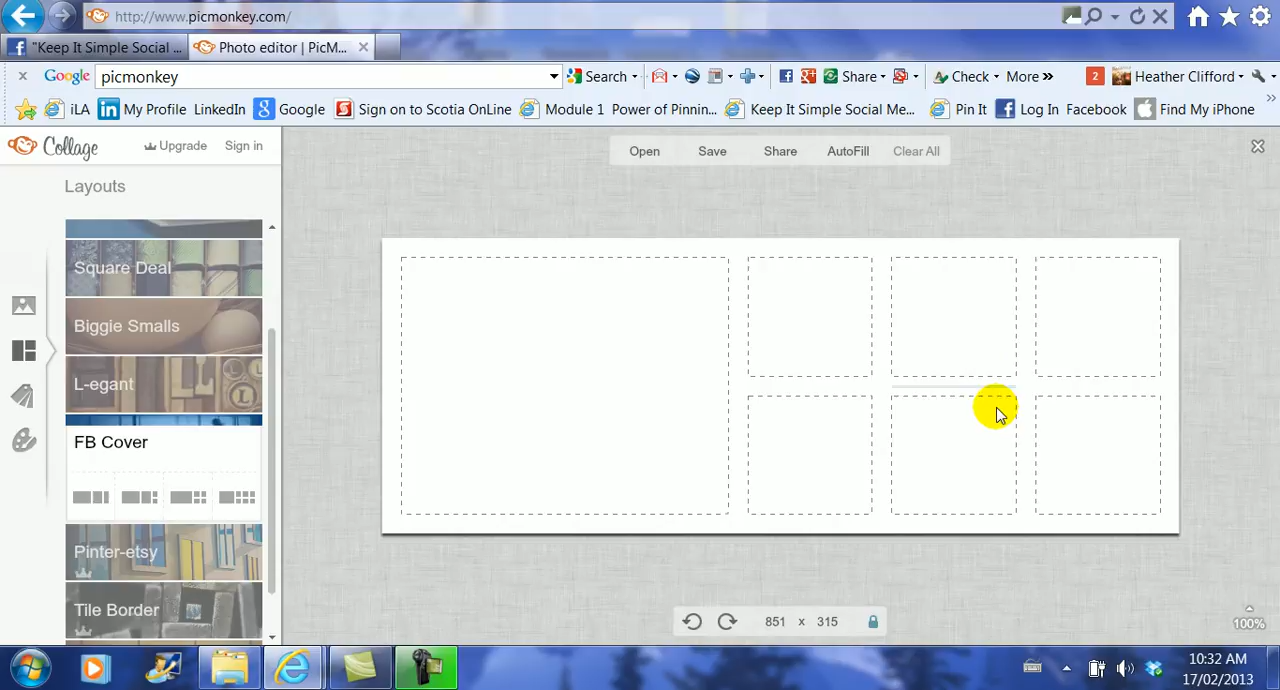 http://www.picmonkey.com/
"Keep It Simple Social ...
Photo editor | PicM...
Google picmonkey Search Share Check More » 2 Heather Clifford
iLA My Profile LinkedIn Google Sign on to Scotia OnLine Module 1 Power of Pinnin... Keep It Simple Social Me... Pin It Log In Facebook Find My iPhone
Collage Upgrade Sign in
Open Save Share AutoFill Clear All
Layouts
Square Deal
Biggie Smalls
L-egant
FB Cover
Pinter-etsy
Tile Border
851 x 315
100%
10:32 AM
17/02/2013